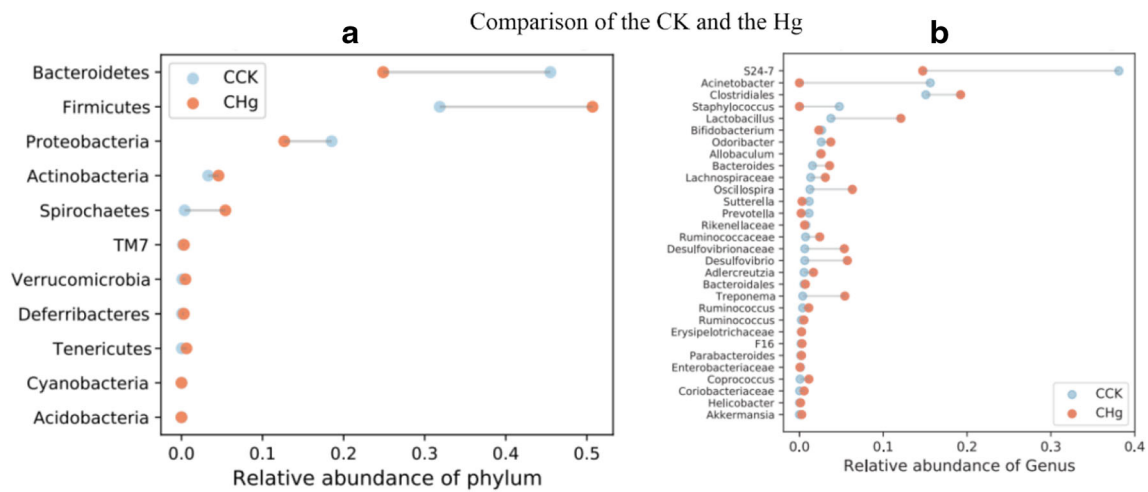 Comparison of the CK and the Hg
a
Bacteroidetes
Firmicutes
Proteobacteria
Actinobacteria
Spirochaetes
TM7
Verrucomicrobia
Deferribacteres
Tenericutes
Cyanobacteria
Acidobacteria
CCK
CHg
0.0 0.1 0.2 0.3 0.4 0.5
Relative abundance of phylum
b
S24-7
Acinetobacter
Clostridiales
Staphylococcus
Lactobacillus
Bifidobacterium
Odoribacter
Allobaculum
Bacteroides
Lachnospiraceae
Oscillospira
Sutterella
Prevotella
Rikenellaceae
Ruminococcaceae
Desulfovibrionaceae
Desulfovibrio
Adlercreutzia
Bacteroidales
Treponema
Ruminococcus
Ruminococcus
Erysipelotrichaceae
F16
Parabacteroides
Enterobacteriaceae
Coprococcus
Coriobacteriaceae
Helicobacter
Akkermansia
CCK
CHg
0.0 0.1 0.2 0.3 0.4
Relative abundance of Genus